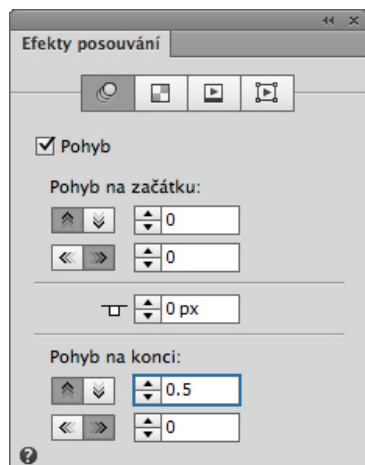 Efekty posouvání
Pohyb
Pohyb na začátku:
0
0
0 px
Pohyb na konci:
0.5
0